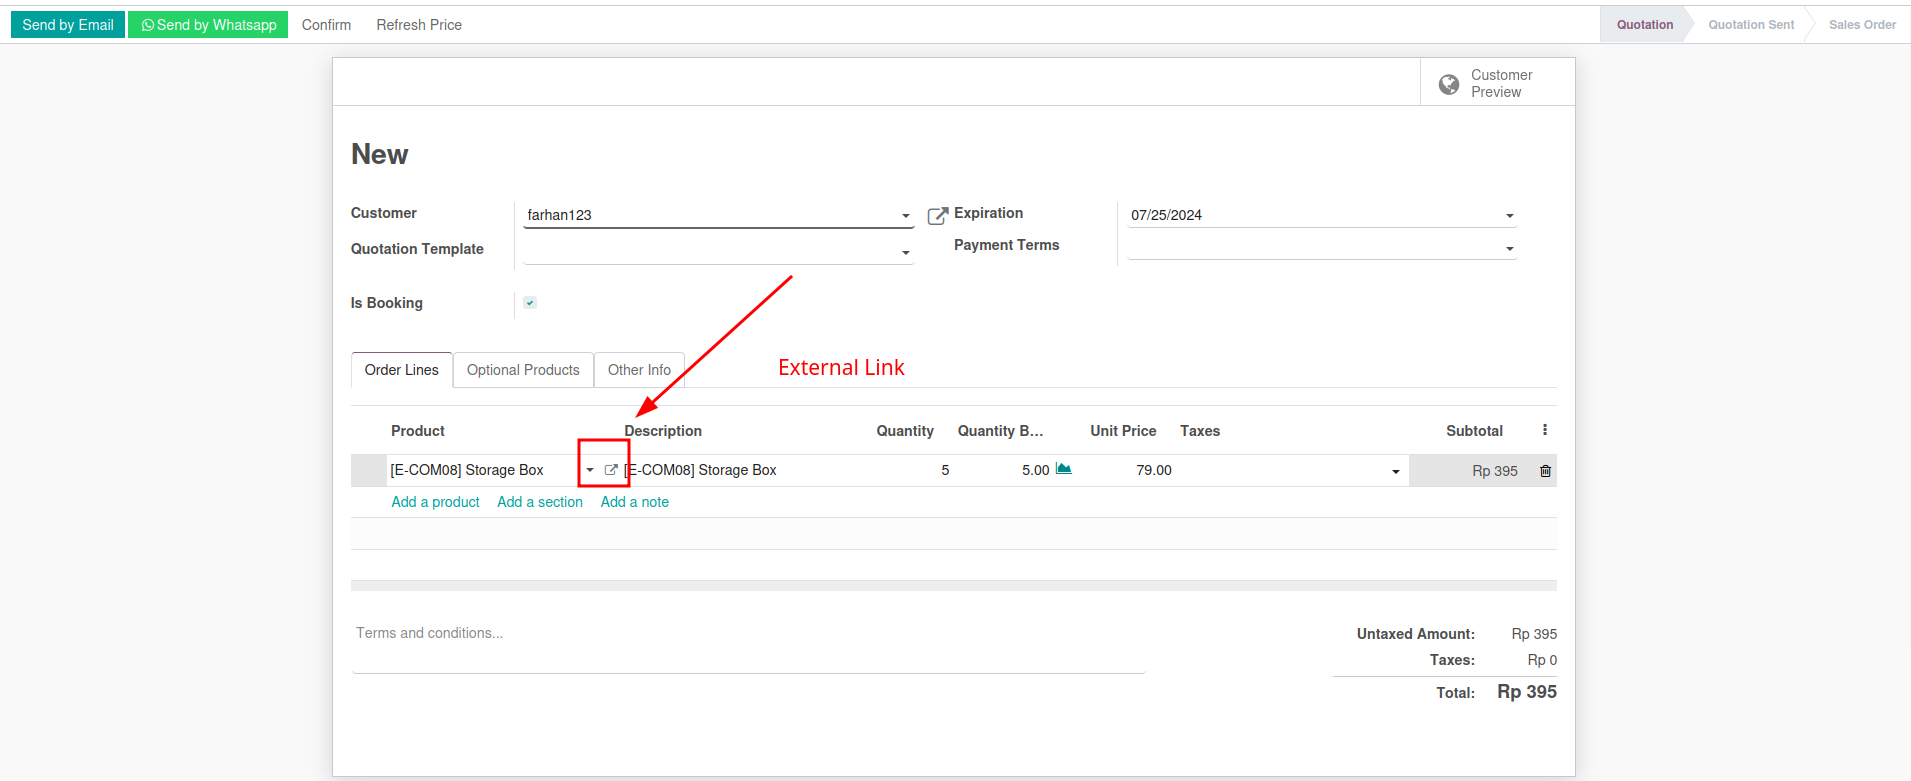 Send by Email Send by Whatsapp Confirm Refresh Price Quotation Quotation Sent Sales Order
Customer
Preview
New
Customer farhan123 Expiration 07/25/2024
Quotation Template Payment Terms
Is Booking
Order Lines Optional Products Other Info External Link
Product Description Quantity Quantity B... Unit Price Taxes Subtotal
[E-COM08] Storage Box [E-COM08] Storage Box 5 5.00 79.00 Rp 395
Add a product Add a section Add a note
Terms and conditions... Untaxed Amount: Rp 395
Taxes: Rp 0
Total: Rp 395